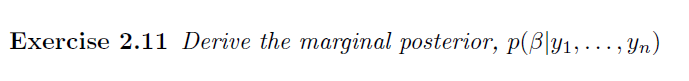 Exercise 2.11 Derive the marginal posterior, p(β|y₁, . . . , yₙ)